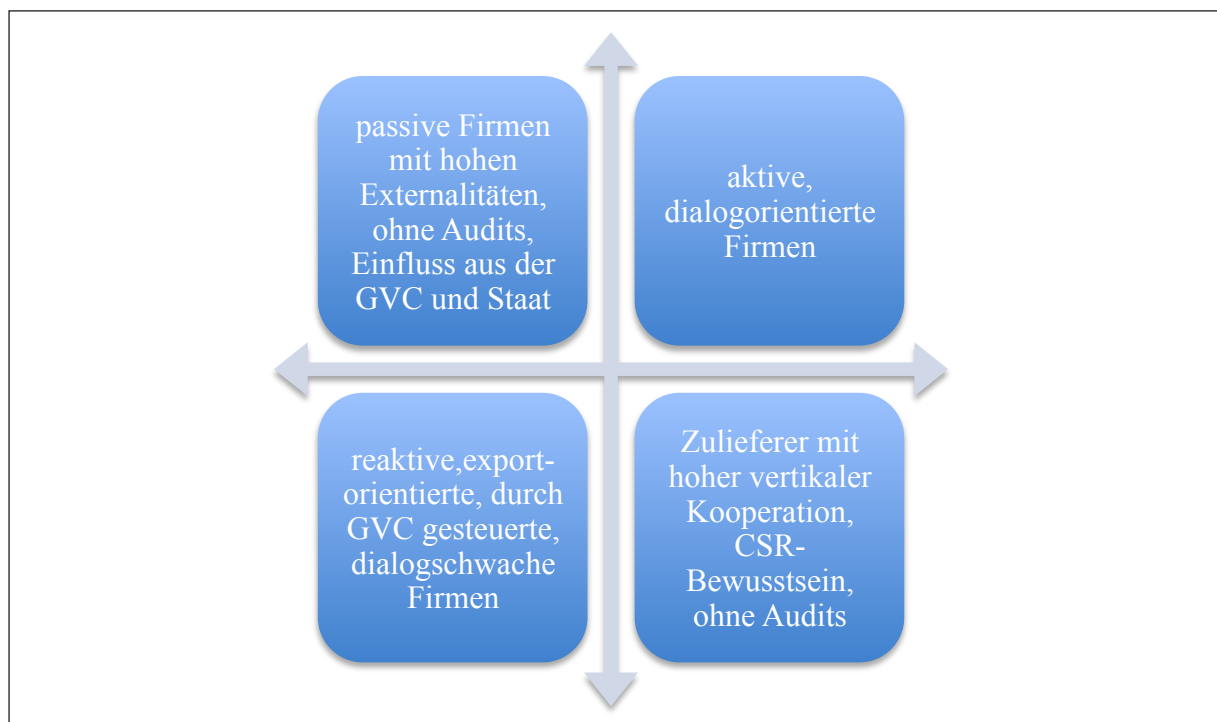 passive Firmen
mit hohen
Externalitäten,
ohne Audits,
Einfluss aus der
GVC und Staat
aktive,
dialogorientierte
Firmen
reaktive,export-
orientierte, durch
GVC gesteuerte,
dialogschwache
Firmen
Zulieferer mit
hoher vertikaler
Kooperation,
CSR-
Bewusstsein,
ohne Audits